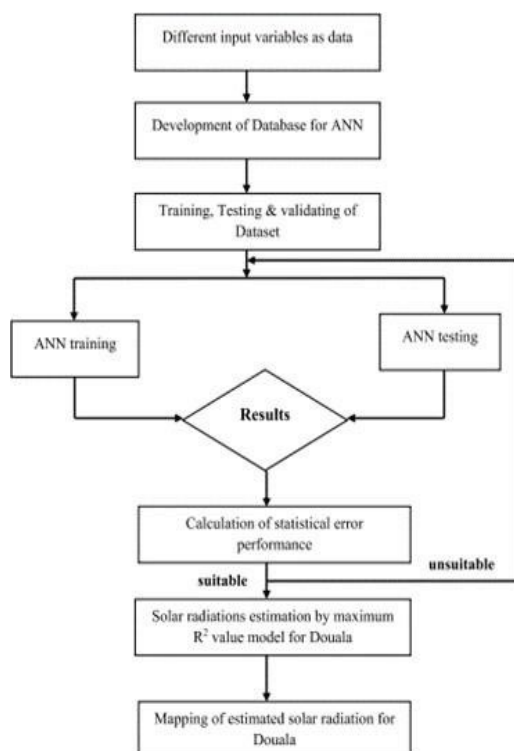 Different input variables as data
Development of Database for ANN
Training, Testing & validating of
Dataset
ANN training
ANN testing
Results
Calculation of statistical error
performance
unsuitable
suitable
Solar radiations estimation by maximum
R² value model for Douala
Mapping of estimated solar radiation for
Douala